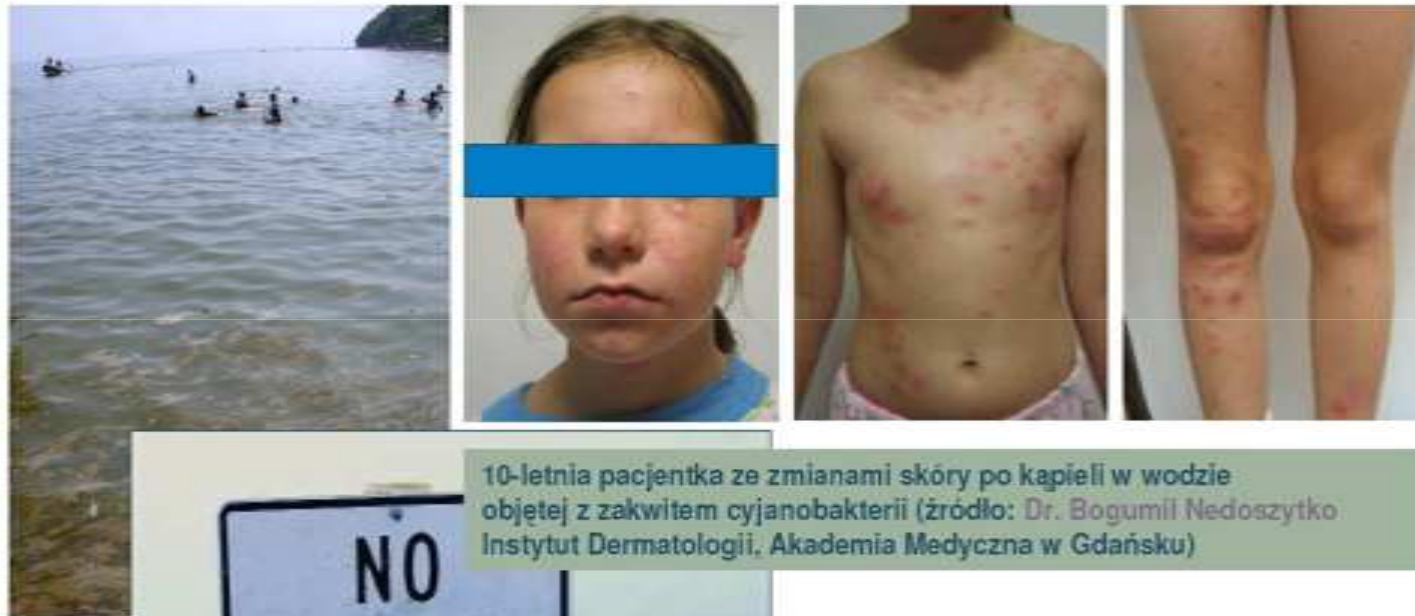 10-letnia pacjentka ze zmianami skóry po kąpieli w wodzie
objętej z zakwitem cyjanobakterii (źródło: Dr. Bogumił Nedoszytko
Instytut Dermatologii, Akademia Medyczna w Gdańsku)
NO